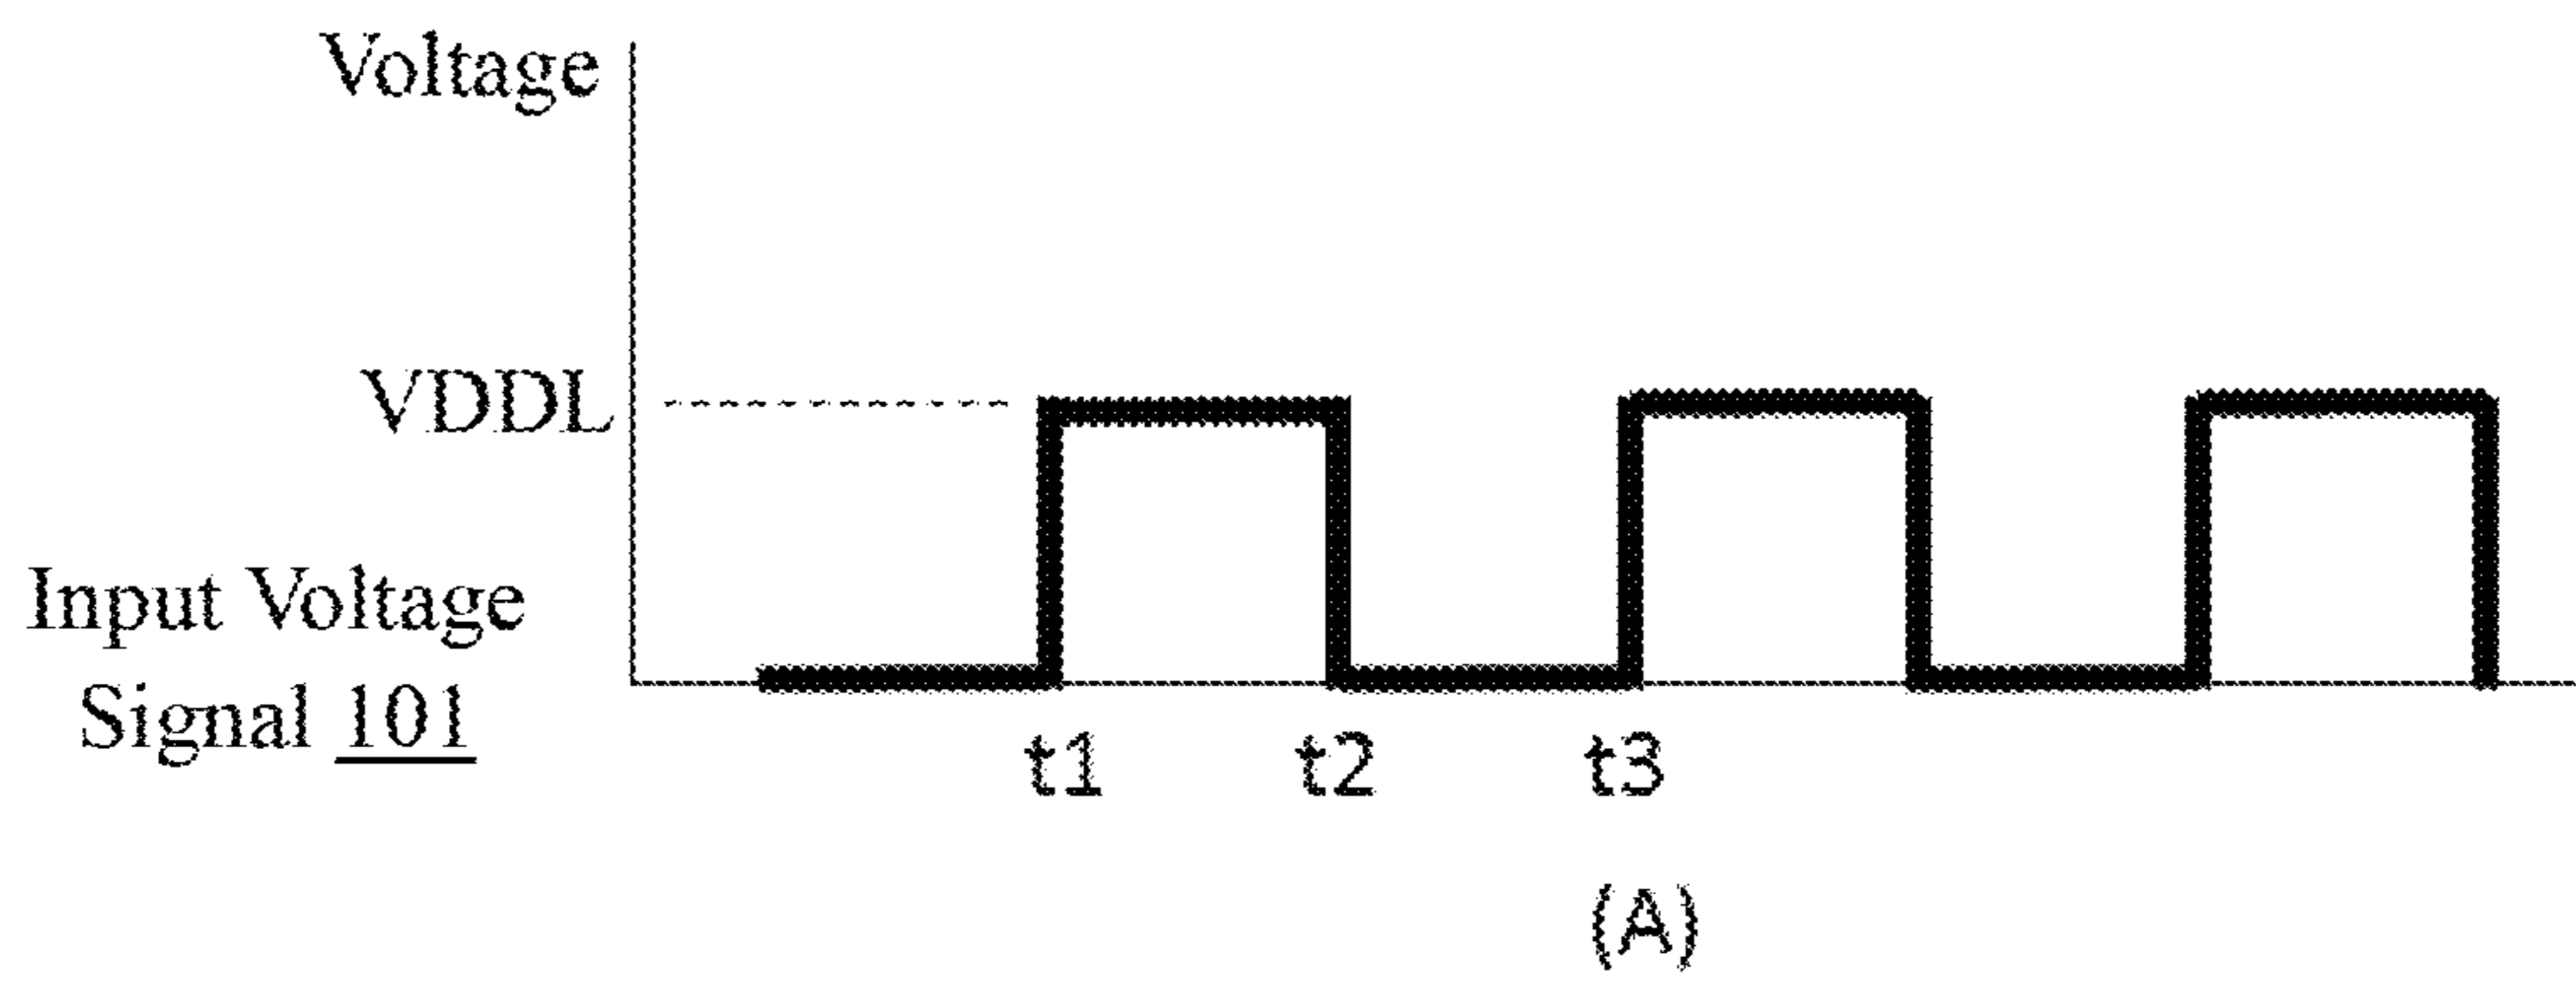 Voltage
VDDL
Input Voltage
Signal 101
t1 t2 t3
(A)